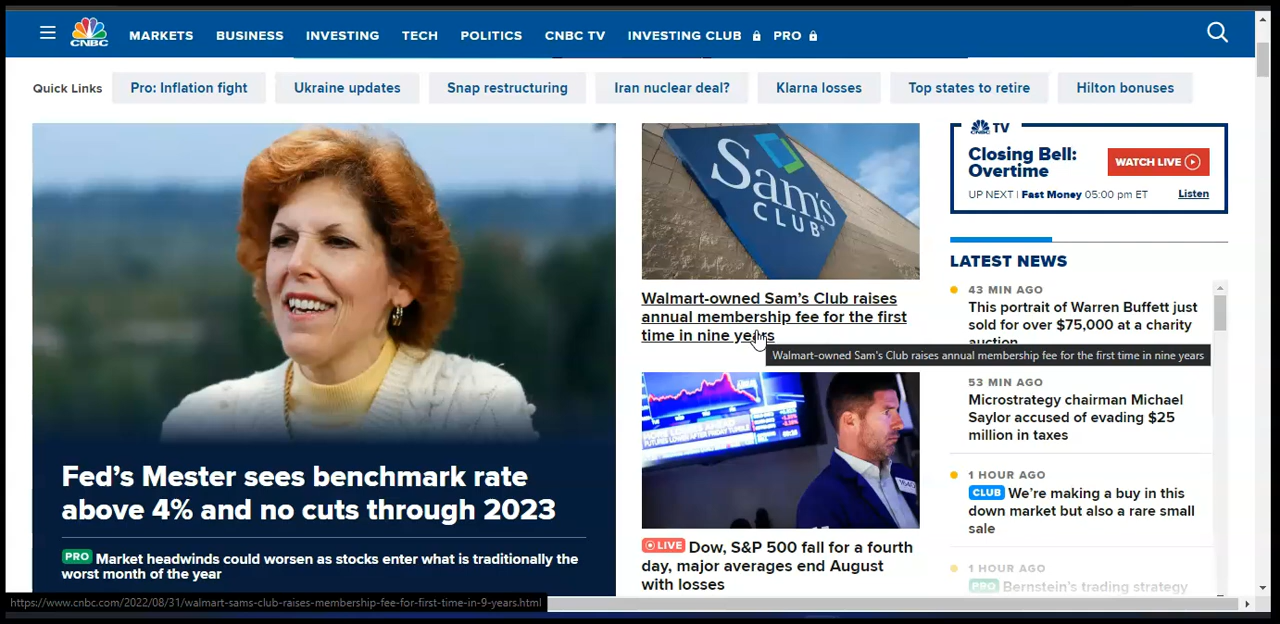 CNBC
MARKETS BUSINESS INVESTING TECH POLITICS CNBC TV INVESTING CLUB PRO
Quick Links Pro: Inflation fight Ukraine updates Snap restructuring Iran nuclear deal? Klarna losses Top states to retire Hilton bonuses
Fed's Mester sees benchmark rate
above 4% and no cuts through 2023
PRO Market headwinds could worsen as stocks enter what is traditionally the
worst month of the year
Sam's
CLUB
Walmart-owned Sam's Club raises
annual membership fee for the first
time in nine years
Walmart-owned Sam's Club raises annual membership fee for the first time in nine years
LIVE Dow, S&P 500 fall for a fourth
day, major averages end August
with losses
TV
Closing Bell:
Overtime
WATCH LIVE
UP NEXT | Fast Money 05:00 pm ET Listen
LATEST NEWS
43 MIN AGO
This portrait of Warren Buffett just
sold for over $75,000 at a charity
auction
53 MIN AGO
Microstrategy chairman Michael
Saylor accused of evading $25
million in taxes
1 HOUR AGO
CLUB We're making a buy in this
down market but also a rare small
sale
1 HOUR AGO
PRO Bernstein's trading strategy
https://www.cnbc.com/2022/08/31/walmart-sams-club-raises-membership-fee-for-first-time-in-9-years.html